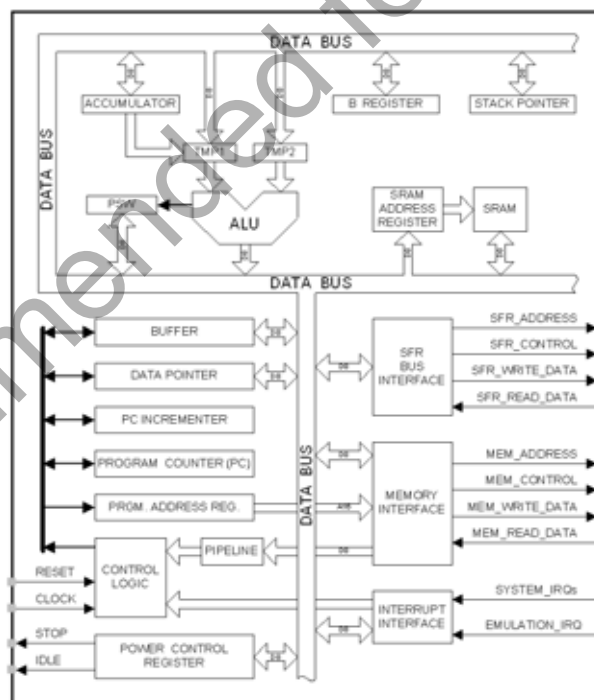 DATA BUS
ACCUMULATOR
B REGISTER
STACK POINTER
DATA BUS
TMP1
TMP2
PSW
ALU
SRAM
ADDRESS
REGISTER
SRAM
DATA BUS
BUFFER
DATA POINTER
PC INCREMENTER
PROGRAM COUNTER (PC)
PRGM. ADDRESS REG.
DATA BUS
SFR
BUS
INTERFACE
SFR_ADDRESS
SFR_CONTROL
SFR_WRITE_DATA
SFR_READ_DATA
MEMORY
INTERFACE
MEM_ADDRESS
MEM_CONTROL
MEM_WRITE_DATA
MEM_READ_DATA
PIPELINE
CONTROL
LOGIC
RESET
CLOCK
STOP
IDLE
POWER CONTROL
REGISTER
INTERRUPT
INTERFACE
SYSTEM_IRQs
EMULATION_IRQ